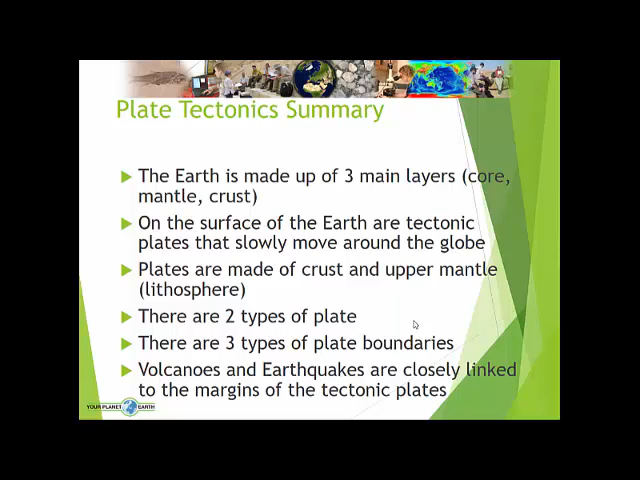 Plate Tectonics Summary
The Earth is made up of 3 main layers (core,
mantle, crust)
On the surface of the Earth are tectonic
plates that slowly move around the globe
Plates are made of crust and upper mantle
(lithosphere)
There are 2 types of plate
There are 3 types of plate boundaries
Volcanoes and Earthquakes are closely linked
to the margins of the tectonic plates
YOUR PLANET EARTH